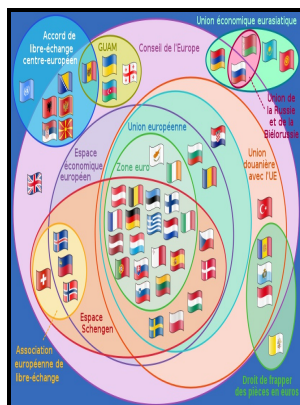 Accord de
libre-échange
centre-européen
GUAM
Conseil de l'Europe
Union économique eurasiatique
Union de
la Russie
et de la
Biélorussie
Union européenne
Espace
économique
européen
Zone euro
Union
douanière
avec l'UE
Espace
Schengen
Association
européenne de
libre-échange
Droit de frapper
des pièces en euros